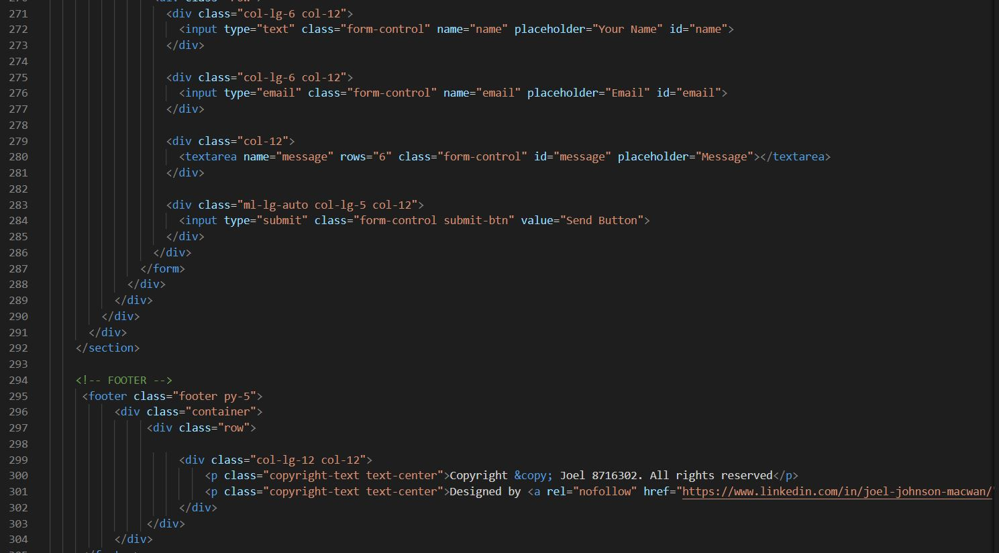 271 <div class="col-lg-6 col-12">
272 <input type="text" class="form-control" name="name" placeholder="Your Name" id="name">
273 </div>
274
275 <div class="col-lg-6 col-12">
276 <input type="email" class="form-control" name="email" placeholder="Email" id="email">
277 </div>
278
279 <div class="col-12">
280 <textarea name="message" rows="6" class="form-control" id="message" placeholder="Message"></textarea>
281 </div>
282
283 <div class="ml-lg-auto col-lg-5 col-12">
284 <input type="submit" class="form-control submit-btn" value="Send Button">
285 </div>
286 </div>
287 </form>
288 </div>
289 </div>
290 </div>
291 </div>
292 </section>
293
294 <!-- FOOTER -->
295 <footer class="footer py-5">
296 <div class="container">
297 <div class="row">
298
299 <div class="col-lg-12 col-12">
300 <p class="copyright-text text-center">Copyright &copy; Joel 8716302. All rights reserved</p>
301 <p class="copyright-text text-center">Designed by <a rel="nofollow" href="https://www.linkedin.com/in/joel-johnson-macwan/
302 </div>
303 </div>
304 </div>